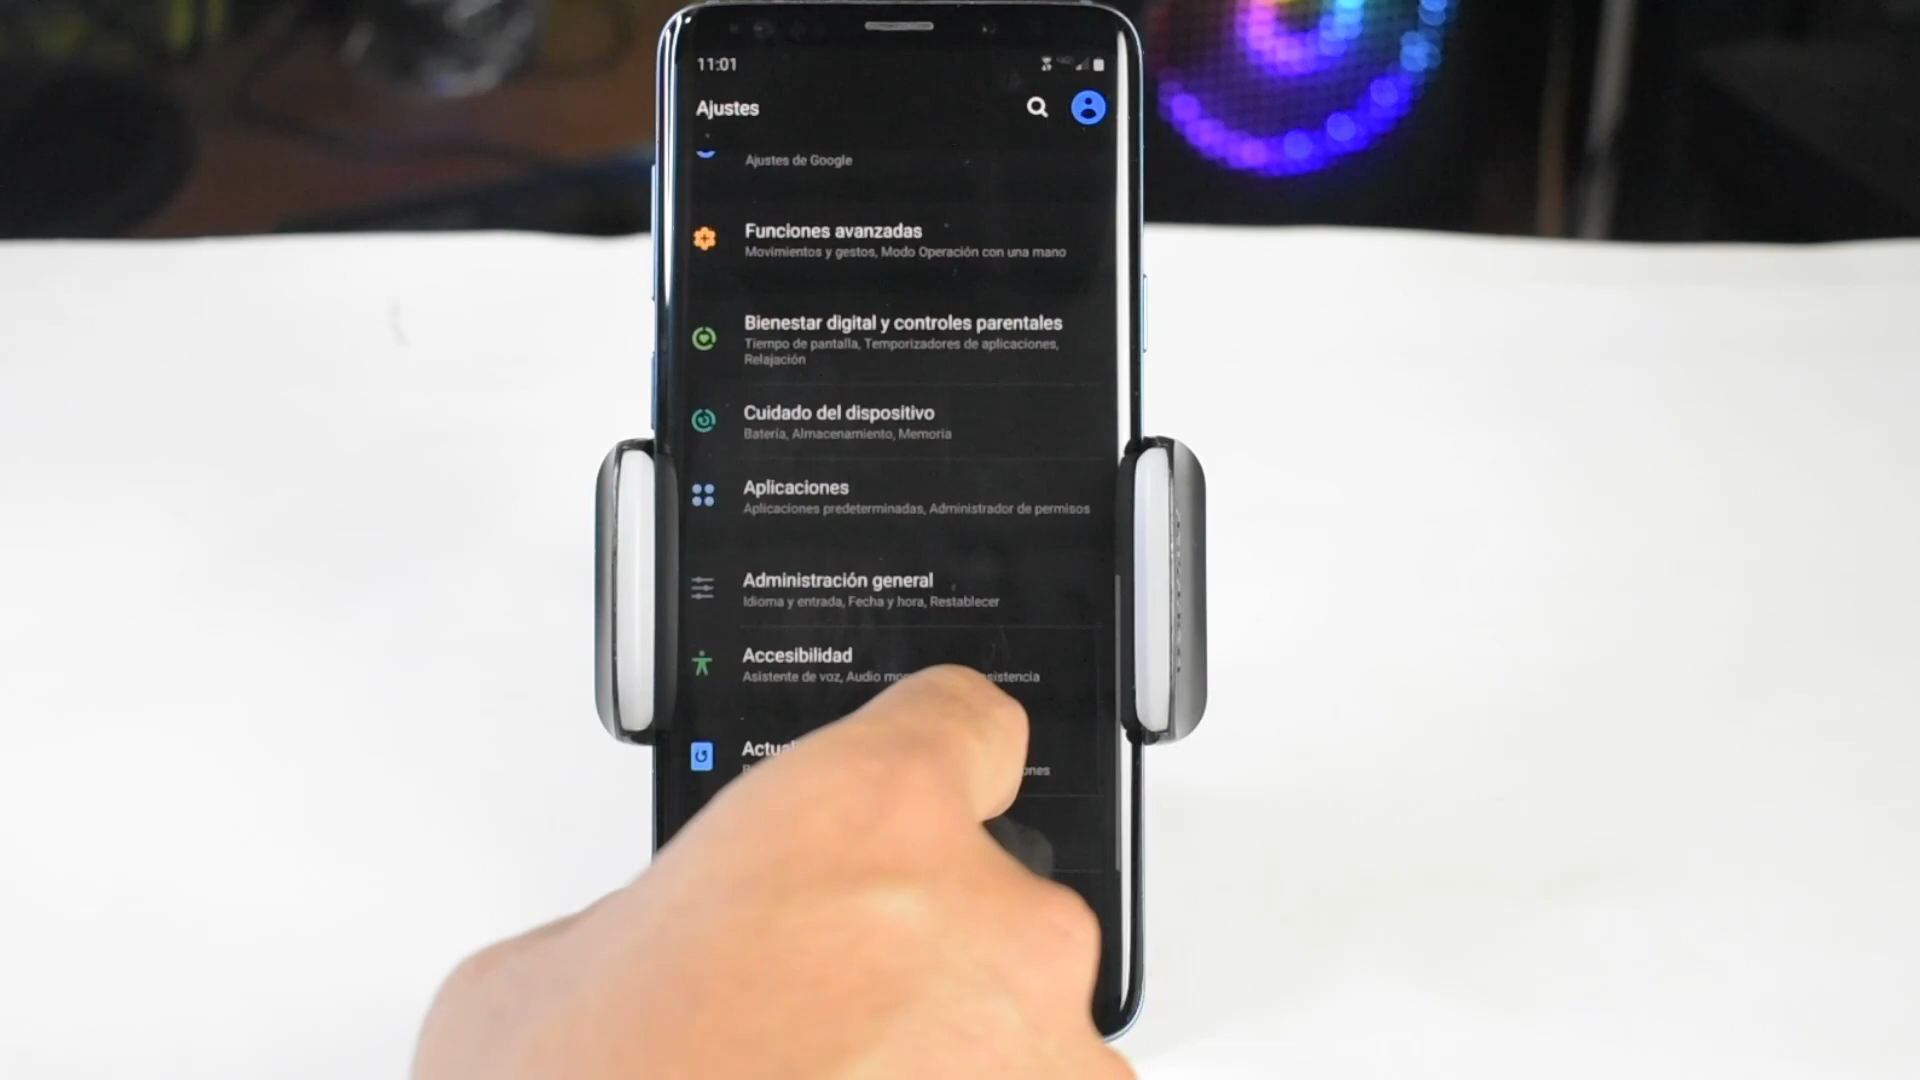 11:01
Ajustes
Ajustes de Google
Funciones avanzadas
Movimientos y gestos, Modo Operación con una mano
Bienestar digital y controles parentales
Tiempo de pantalla, Temporizadores de aplicaciones,
Relajación
Cuidado del dispositivo
Batería, Almacenamiento, Memoria
Aplicaciones
Aplicaciones predeterminadas, Administrador de permisos
Administración general
Idioma y entrada, Fecha y hora, Restablecer
Accesibilidad
Asistente de voz, Audio